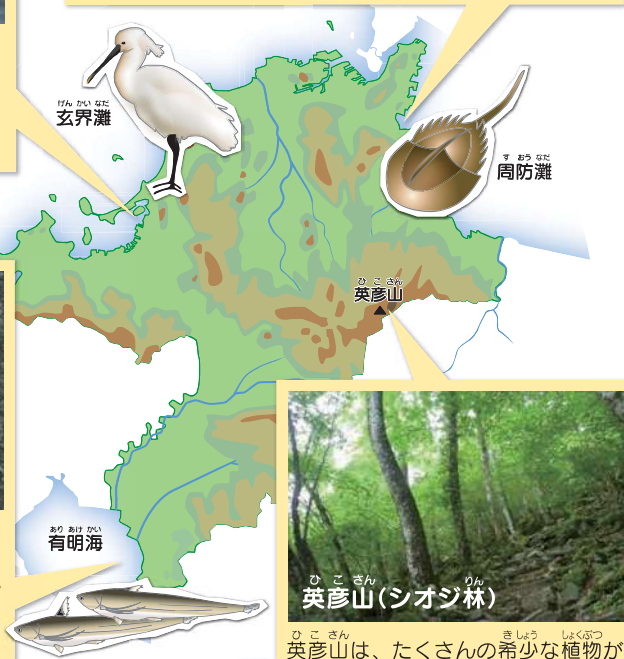 げんかいなだ
玄界灘
すおうなだ
周防灘
ひこさん
英彦山
ありあけかい
有明海
ひこさん りん
英彦山(シオジ林)
ひこさん きしょう しょくぶつ
英彦山は、たくさんの希少な植物が